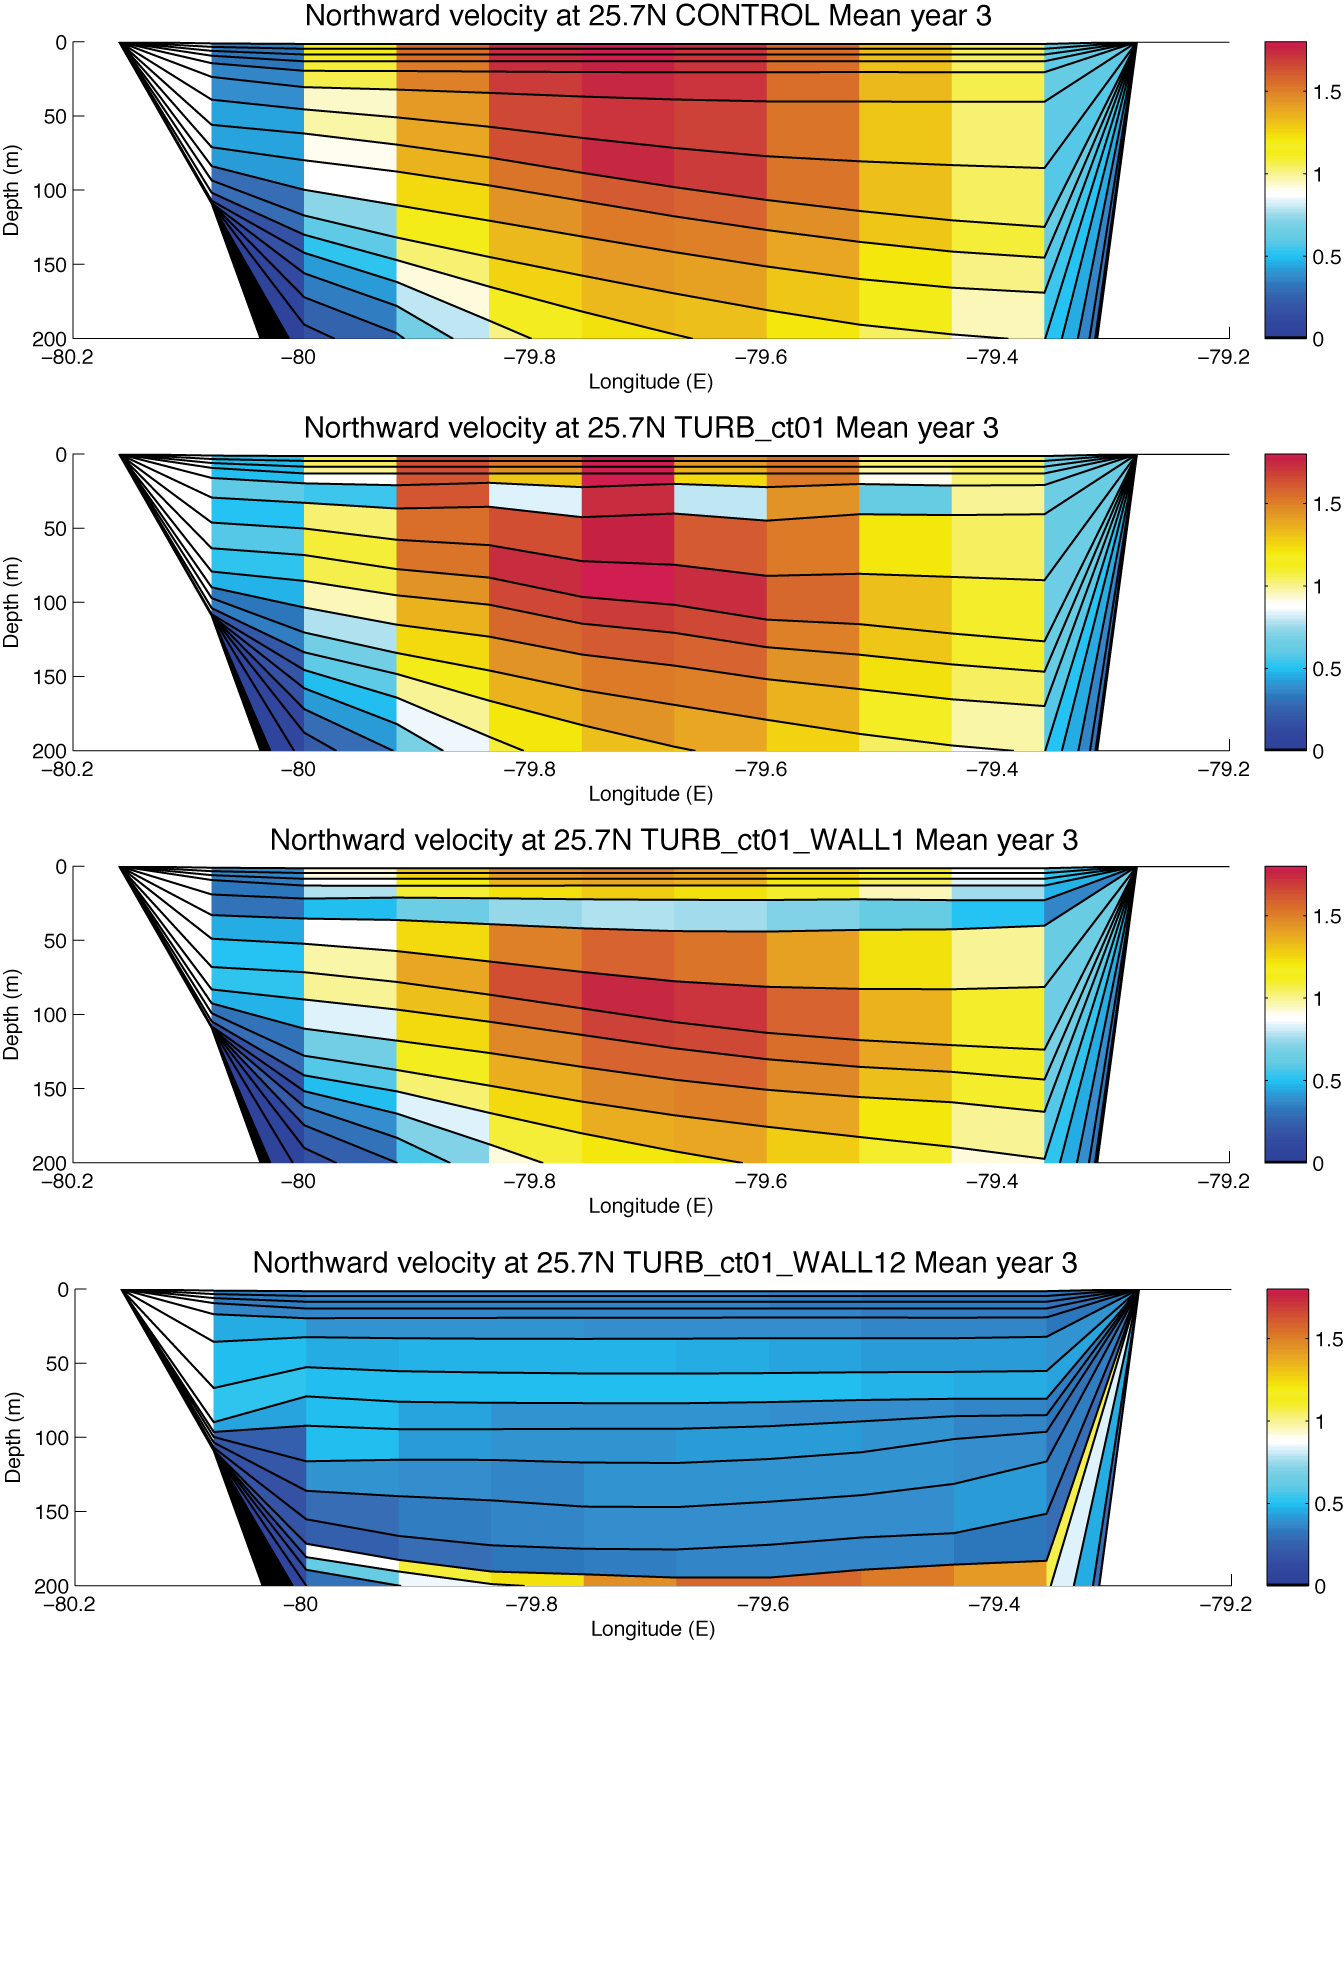 Northward velocity at 25.7N CONTROL Mean year 3
0
50
100
150
200
Depth (m)
−80.2 −80 −79.8 −79.6 −79.4 −79.2
Longitude (E)
1.5
1
0.5
0
Northward velocity at 25.7N TURB_ct01 Mean year 3
0
50
100
150
200
Depth (m)
−80.2 −80 −79.8 −79.6 −79.4 −79.2
Longitude (E)
1.5
1
0.5
0
Northward velocity at 25.7N TURB_ct01_WALL1 Mean year 3
0
50
100
150
200
Depth (m)
−80.2 −80 −79.8 −79.6 −79.4 −79.2
Longitude (E)
1.5
1
0.5
0
Northward velocity at 25.7N TURB_ct01_WALL12 Mean year 3
0
50
100
150
200
Depth (m)
−80.2 −80 −79.8 −79.6 −79.4 −79.2
Longitude (E)
1.5
1
0.5
0